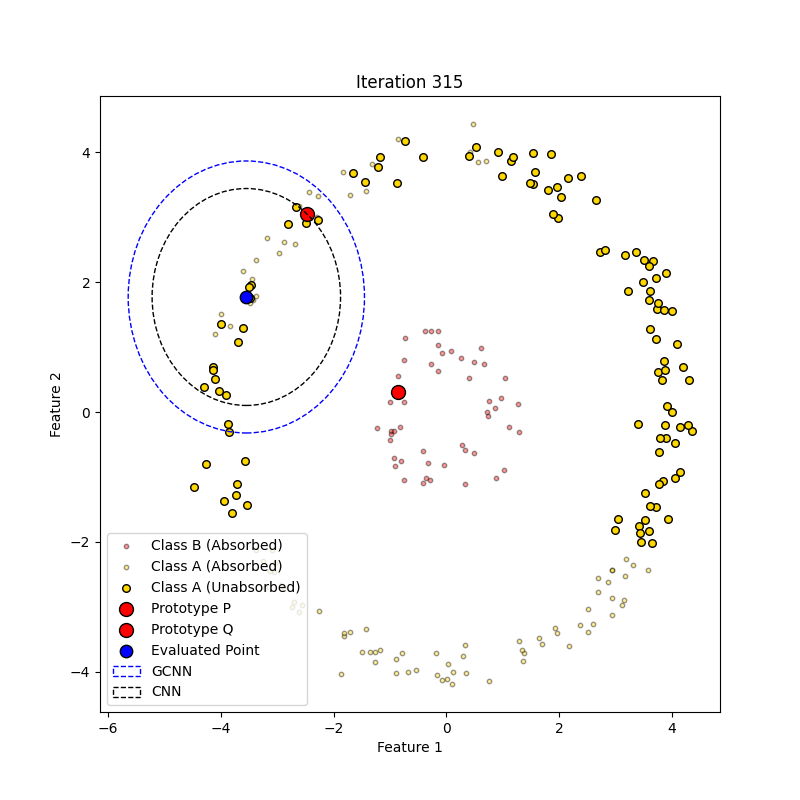 Iteration 315
Feature 2
4
2
0
−2
−4
Class B (Absorbed)
Class A (Absorbed)
Class A (Unabsorbed)
Prototype P
Prototype Q
Evaluated Point
GCNN
CNN
−6 −4 −2 0 2 4
Feature 1